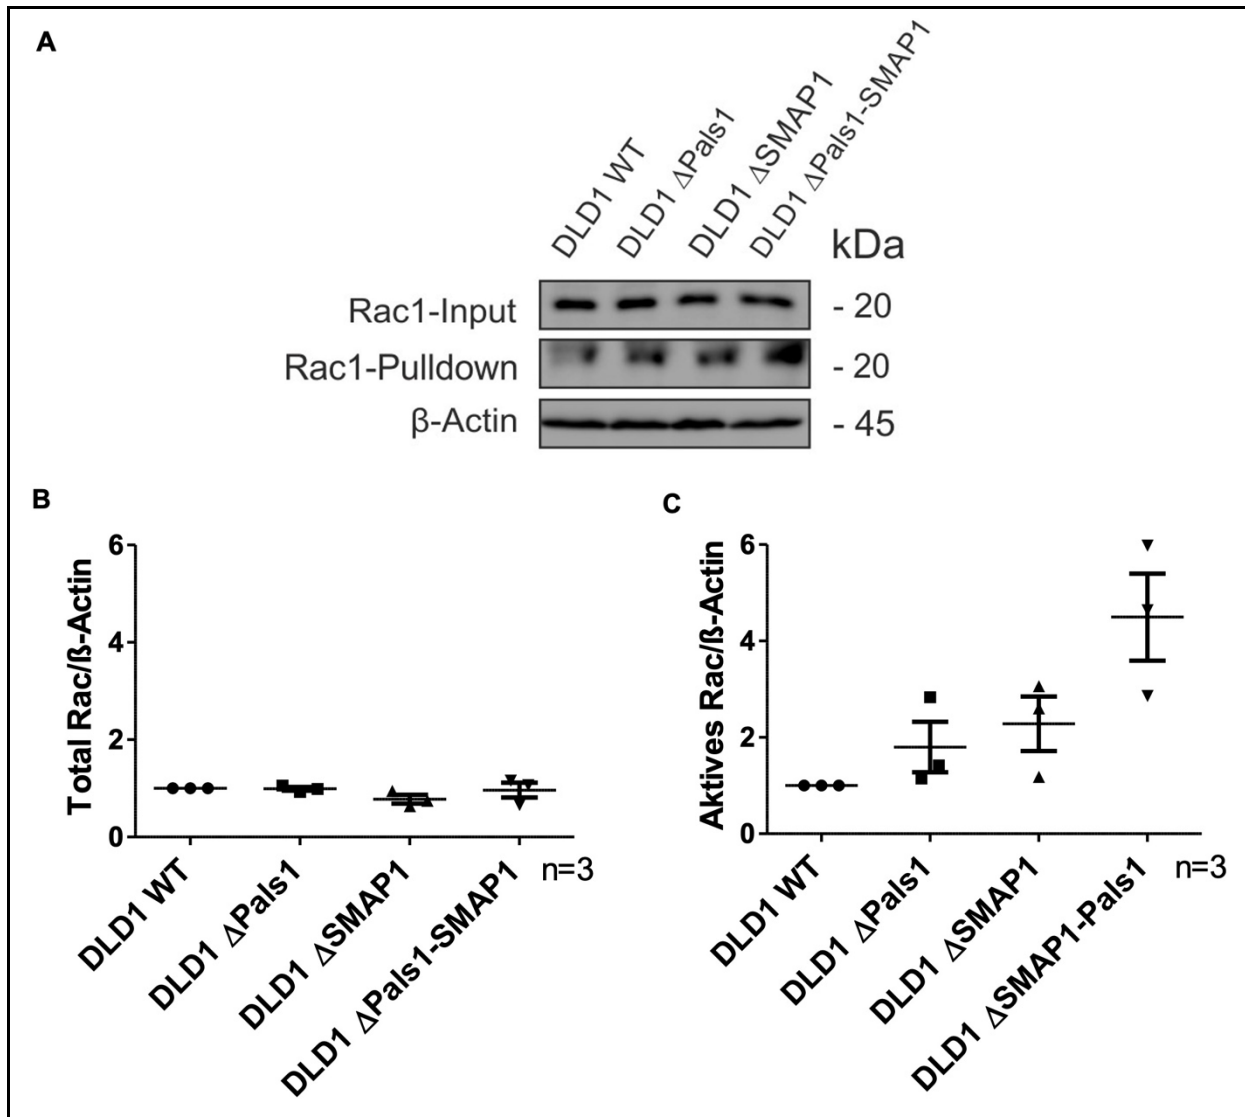 A
DLD1 WT
DLD1 ΔPals1
DLD1 ΔSMAP1
DLD1 ΔPals1-SMAP1
kDa
Rac1-Input
- 20
Rac1-Pulldown
- 20
β-Actin
- 45
B
Total Rac/ß-Actin
6
4
2
0
DLD1 WT
DLD1 ΔPals1
DLD1 ΔSMAP1
DLD1 ΔPals1-SMAP1
n=3
C
Aktives Rac/ß-Actin
6
4
2
0
DLD1 WT
DLD1 ΔPals1
DLD1 ΔSMAP1
DLD1 ΔSMAP1-Pals1
n=3